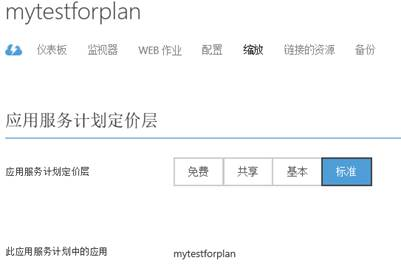 mytestforplan
仪表板 监视器 WEB 作业 配置 缩放 链接的资源 备份
应用服务计划定价层
应用服务计划定价层 免费 共享 基本 标准
此应用服务计划中的应用 mytestforplan